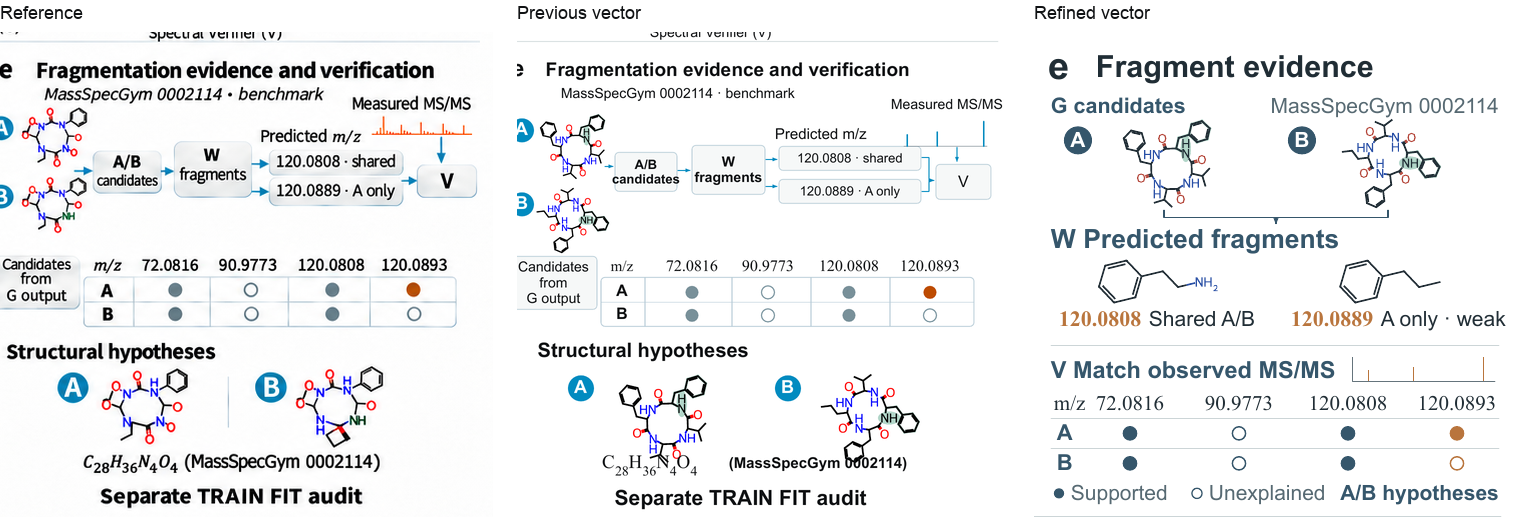 Reference
Spectral Verifier (V)
e Fragmentation evidence and verification
MassSpecGym 0002114 • benchmark
Measured MS/MS
A
B
A/B
candidates
W
fragments
Predicted m/z
120.0808 · shared
120.0889 · A only
V
Candidates
from
G output
m/z 72.0816 90.9773 120.0808 120.0893
A
B
Structural hypotheses
A
B
C28H36N4O4 (MassSpecGym 0002114)
Separate TRAIN FIT audit
Previous vector
Spectral Verifier (V)
e Fragmentation evidence and verification
MassSpecGym 0002114 · benchmark
Measured MS/MS
A
B
A/B
candidates
W
fragments
Predicted m/z
120.0808 · shared
120.0889 · A only
V
Candidates
from
G output
m/z 72.0816 90.9773 120.0808 120.0893
A
B
Structural hypotheses
A
B
C28H36N4O4 (MassSpecGym 0002114)
Separate TRAIN FIT audit
Refined vector
e Fragment evidence
G candidates MassSpecGym 0002114
A
B
W Predicted fragments
NH2
120.0808 Shared A/B 120.0889 A only · weak
V Match observed MS/MS
m/z 72.0816 90.9773 120.0808 120.0893
A
B
Supported Unexplained A/B hypotheses